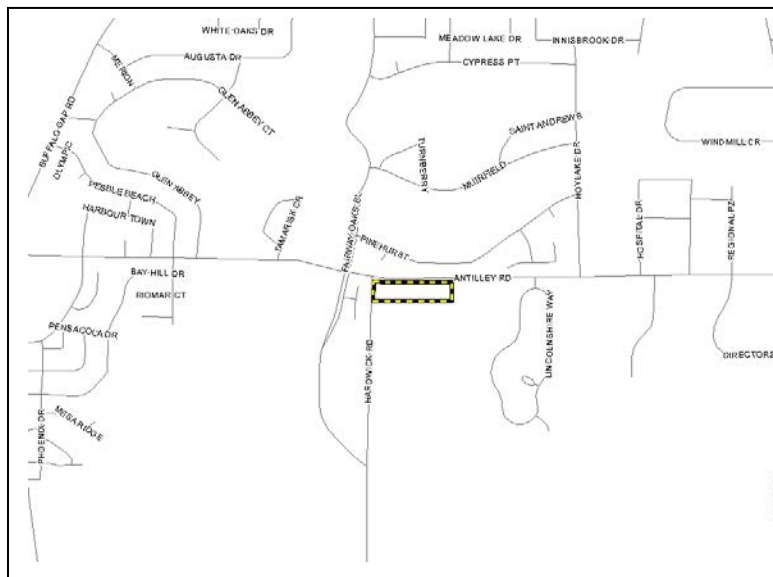 WHITE OAKS DR
MEADOW LAKE DR
INNISBROOK DR
AUGUSTA DR
MERION
CYPRESS PT
GLEN ABBEY CT
BUFFALO GAP RD
OLYMPIC
SAINT ANDREWS
TURNBERRY
WINDMILL CR
GLEN ABBEY
PEBBLE BEACH
MUIRFIELD
HOYLAKE DR
HARBOUR TOWN
TAMARISK DR
FAIRWAY OAKS BL
PINEHURST
HOSPITAL DR
REGIONAL PZ
BAY HILL DR
ANTILLEY RD
RIOMAR CT
LINCOLNSHIRE WAY
PENSACOLA DR
HARDWICK RD
DIRECTORS
MESA RIDGE
PHOENIX DR